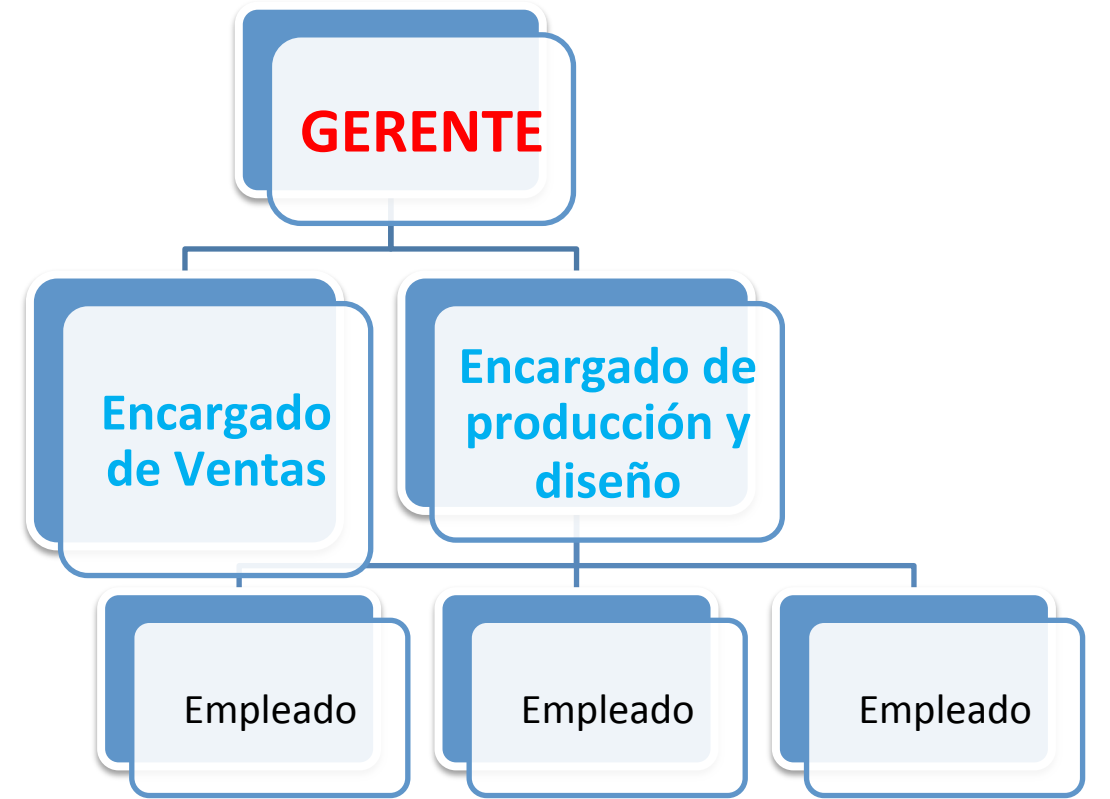 GERENTE
Encargado
de Ventas
Encargado de
producción y
diseño
Empleado
Empleado
Empleado